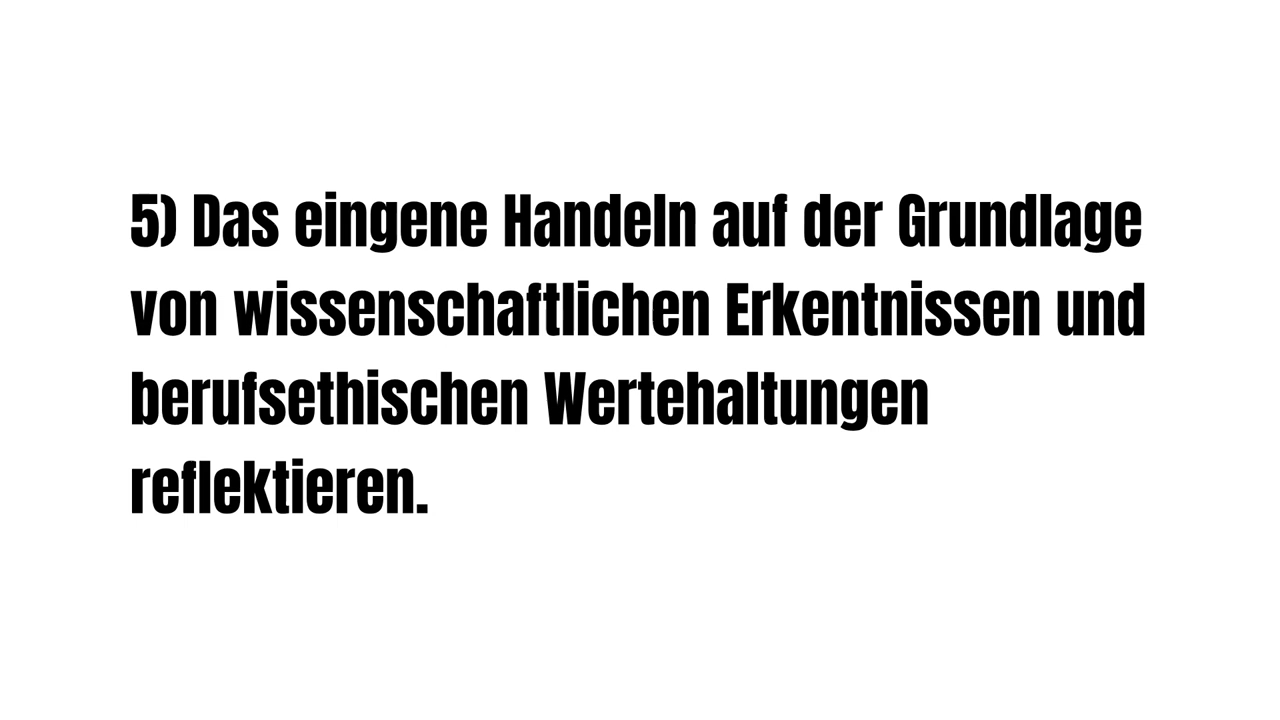 5) Das eingene Handeln auf der Grundlage
von wissenschaftlichen Erkentnissen und
berufsethischen Wertehaltungen
reflektieren.